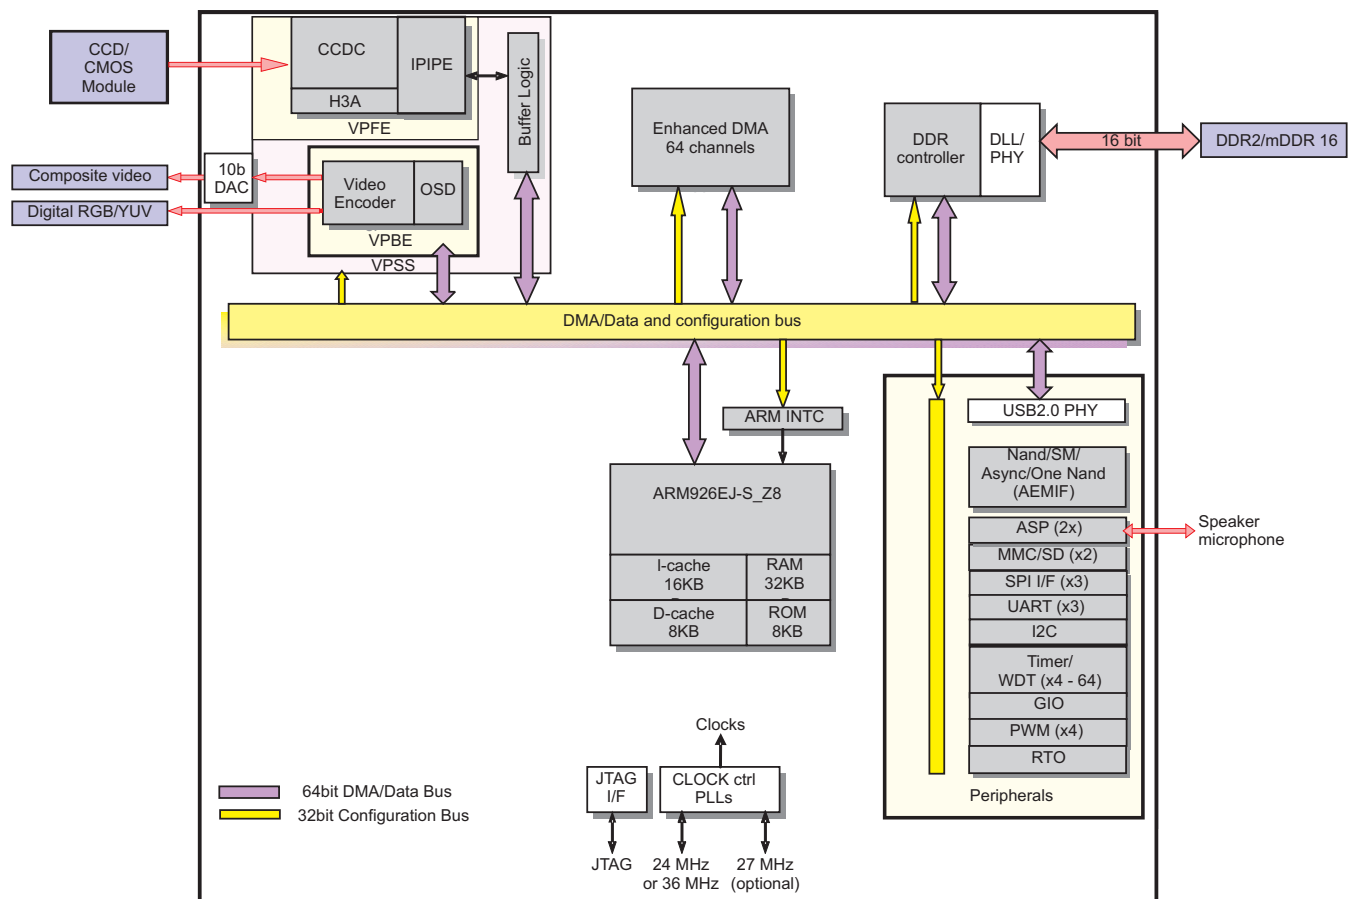 CCD/
CMOS
Module
CCDC
IPIPE
H3A
VPFE
Buffer Logic
Enhanced DMA
64 channels
DDR
controller
DLL/
PHY
16 bit
DDR2/mDDR 16
Composite video
Digital RGB/YUV
10b
DAC
Video
Encoder
OSD
VPBE
VPSS
DMA/Data and configuration bus
ARM INTC
ARM926EJ-S_Z8
I-cache
16KB
RAM
32KB
D-cache
8KB
ROM
8KB
USB2.0 PHY
Nand/SM/
Async/One Nand
(AEMIF)
ASP (2x)
MMC/SD (x2)
SPI I/F (x3)
UART (x3)
I2C
Timer/
WDT (x4 - 64)
GIO
PWM (x4)
RTO
Peripherals
Speaker
microphone
Clocks
JTAG
I/F
CLOCK ctrl
PLLs
JTAG
24 MHz
or 36 MHz
27 MHz
(optional)
64bit DMA/Data Bus
32bit Configuration Bus